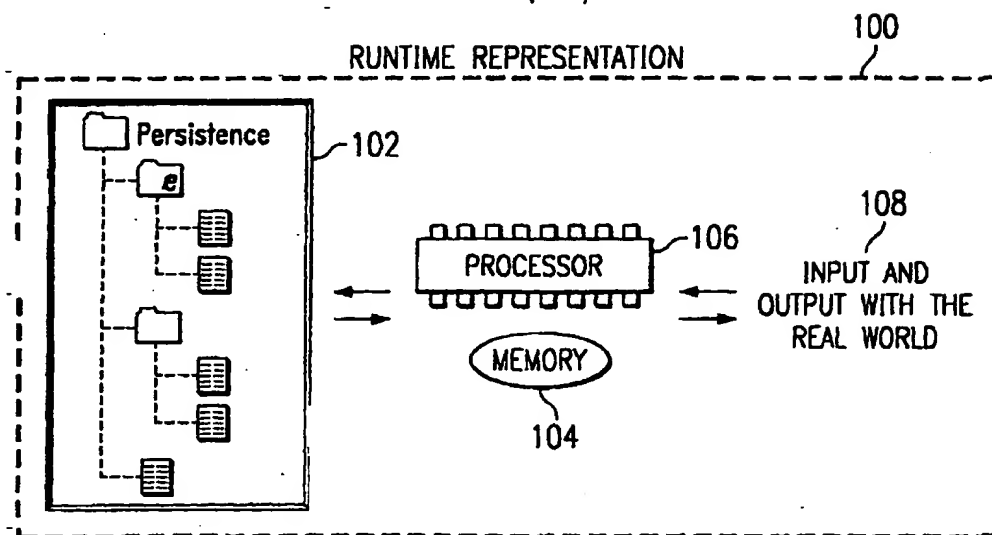 100
RUNTIME REPRESENTATION
Persistence
102
e
106
PROCESSOR
108
INPUT AND
OUTPUT WITH THE
REAL WORLD
MEMORY
104